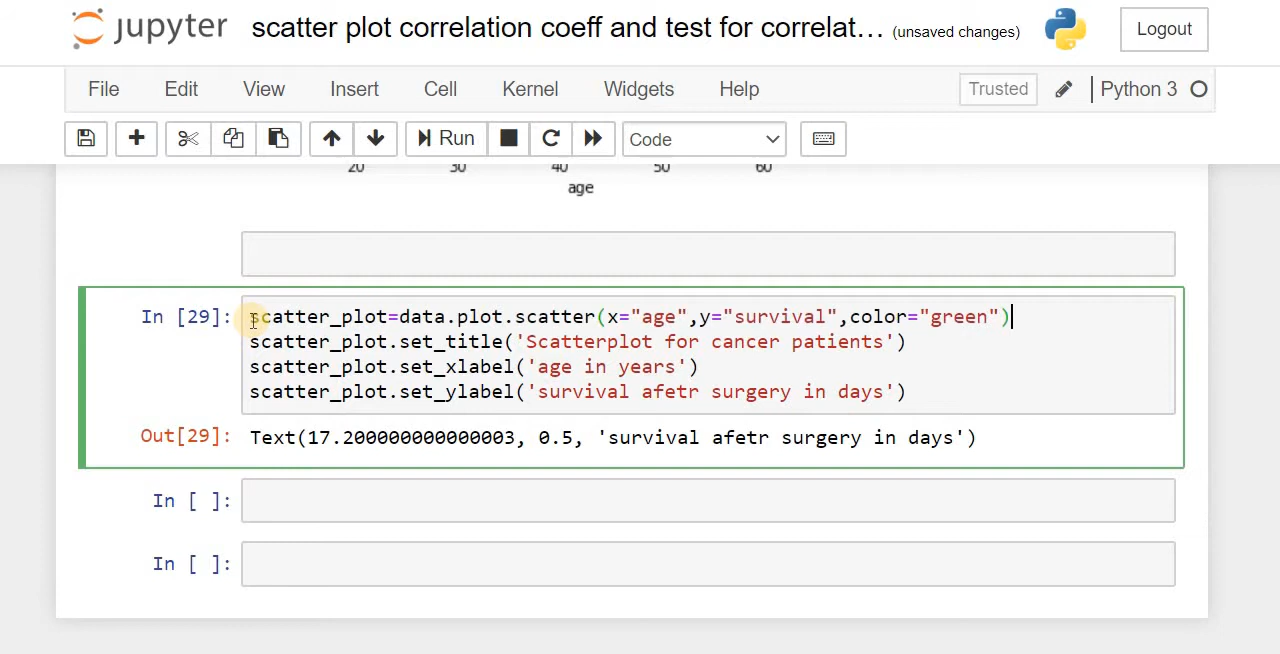 jupyter scatter plot correlation coeff and test for correlat... (unsaved changes) Logout
File Edit View Insert Cell Kernel Widgets Help Trusted Python 3
Run Code
20 30 40 50 60
age
In [29]: scatter_plot=data.plot.scatter(x="age",y="survival",color="green")
scatter_plot.set_title('Scatterplot for cancer patients')
scatter_plot.set_xlabel('age in years')
scatter_plot.set_ylabel('survival afetr surgery in days')
Out[29]: Text(17.200000000000003, 0.5, 'survival afetr surgery in days')
In [ ]:
In [ ]: